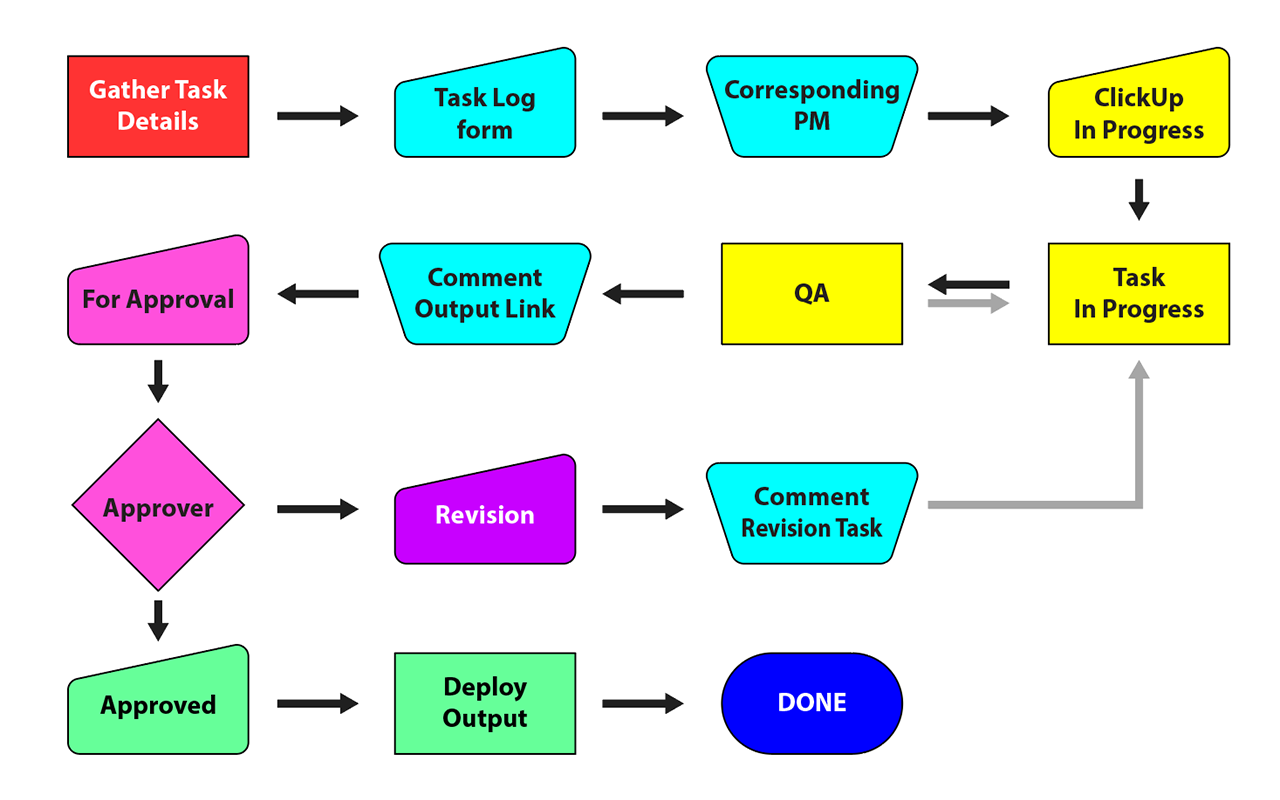 Gather Task
Details
Task Log
form
Corresponding
PM
ClickUp
In Progress
For Approval
Comment
Output Link
QA
Task
In Progress
Approver
Revision
Comment
Revision Task
Approved
Deploy
Output
DONE